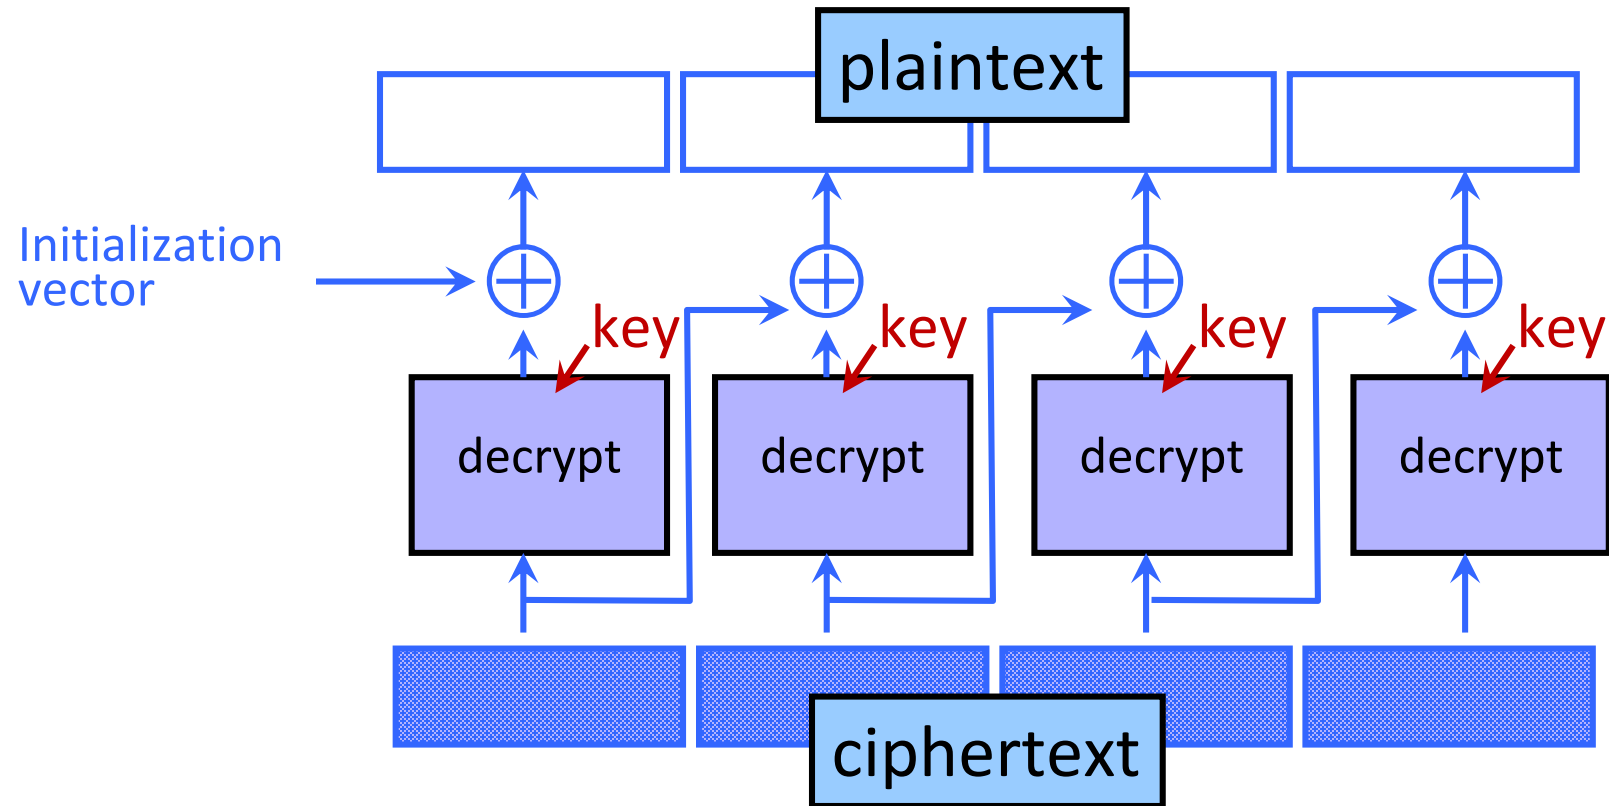 plaintext
Initialization
vector
key key key key
decrypt decrypt decrypt decrypt
ciphertext